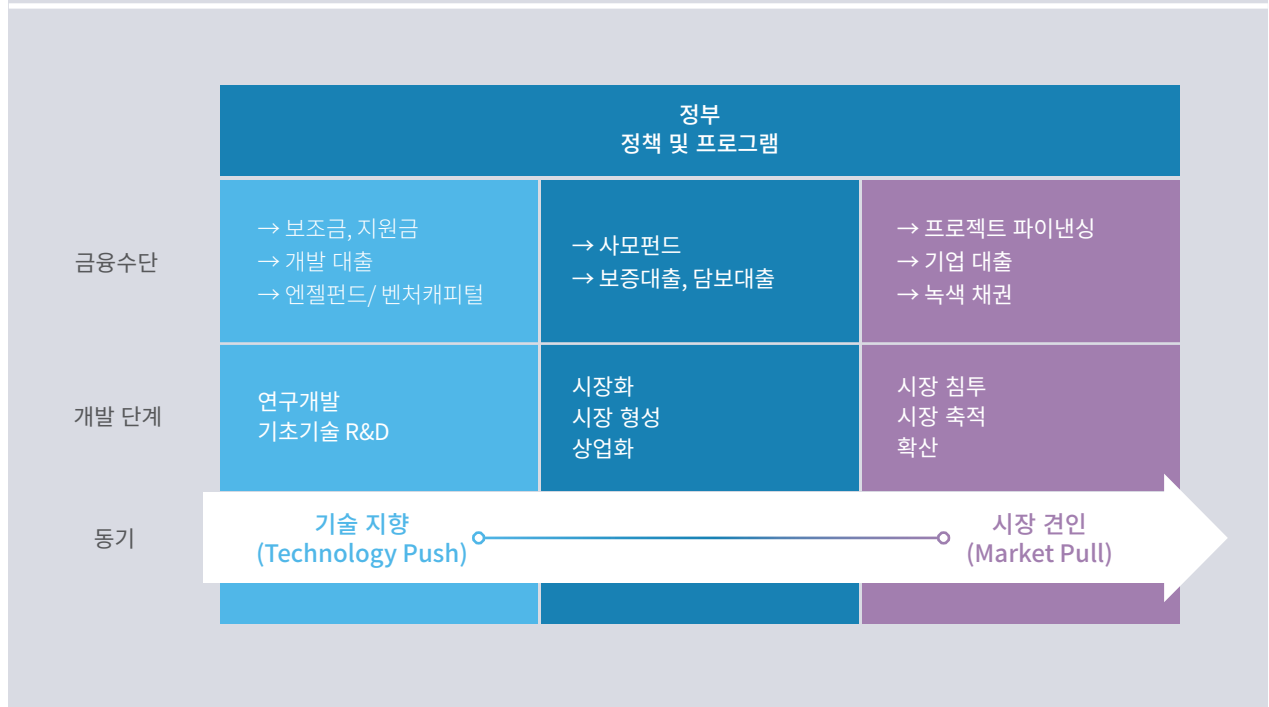 정부
정책 및 프로그램
금융수단
→ 보조금, 지원금
→ 개발 대출
→ 엔젤펀드/ 벤처캐피털
→ 사모펀드
→ 보증대출, 담보대출
→ 프로젝트 파이낸싱
→ 기업 대출
→ 녹색 채권
개발 단계
연구개발
기초기술 R&D
시장화
시장 형성
상업화
시장 침투
시장 축적
확산
동기
기술 지향
(Technology Push)
시장 견인
(Market Pull)